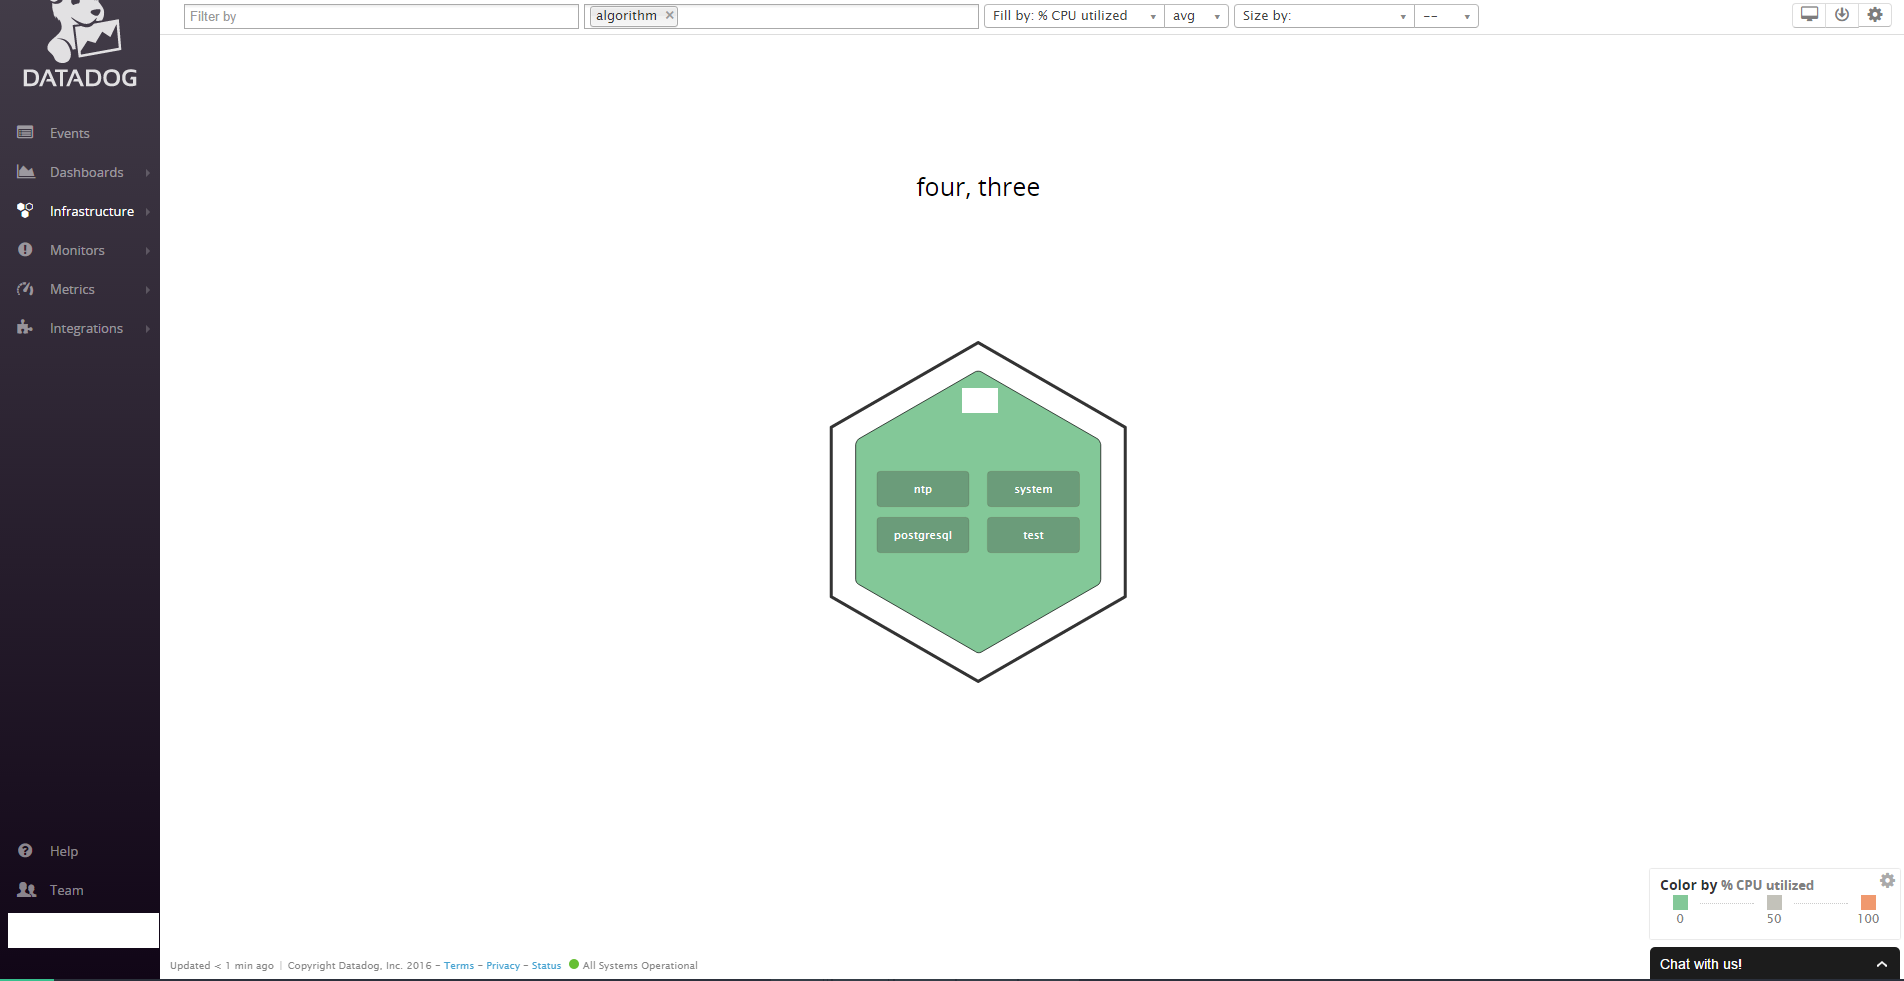 Filter by
algorithm ×
Fill by: % CPU utilized
avg
Size by:
--
DATADOG
Events
Dashboards
Infrastructure
Monitors
Metrics
Integrations
four, three
ntp
system
postgresql
test
Help
Team
Color by % CPU utilized
0
50
100
Updated < 1 min ago | Copyright Datadog, Inc. 2016 - Terms - Privacy - Status All Systems Operational
Chat with us!